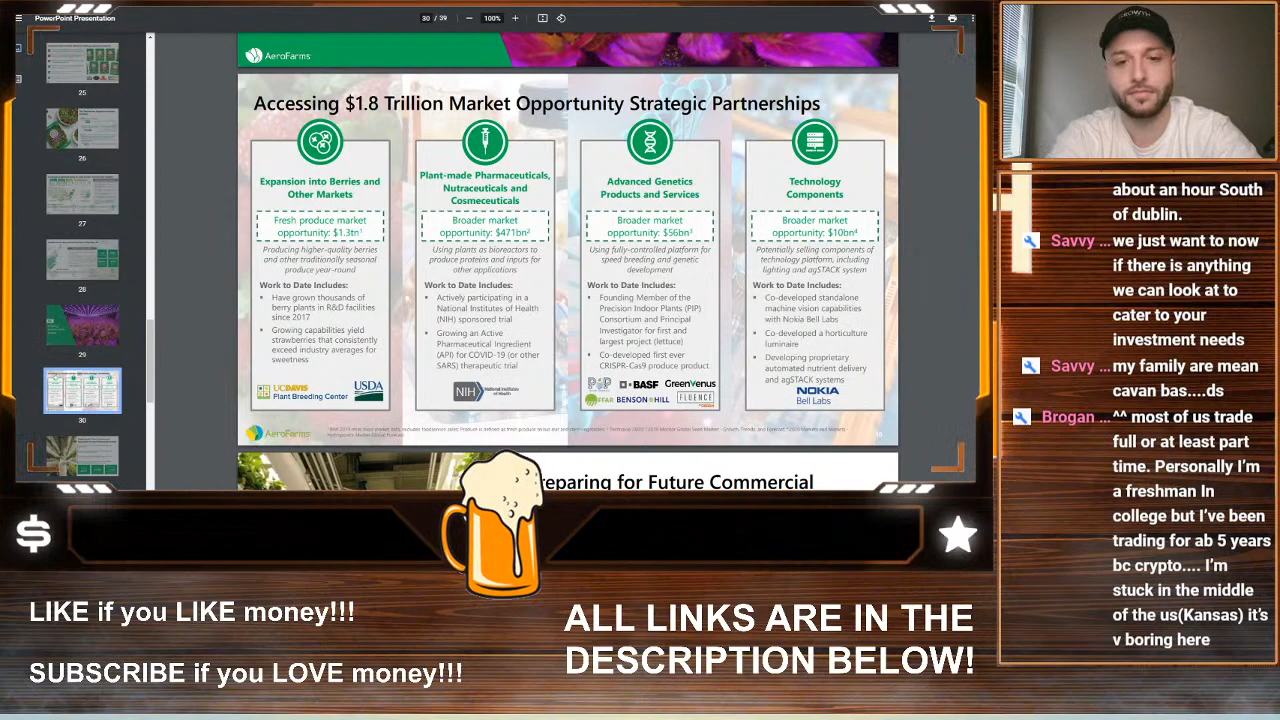 PowerPoint Presentation
30 / 39
100%
25
26
27
28
29
30
AeroFarms
Accessing $1.8 Trillion Market Opportunity Strategic Partnerships
Expansion into Berries and
Other Markets
Fresh produce market
opportunity: $1.3tn¹
Producing higher-quality berries
and other traditionally seasonal
produce year-round
Work to Date Includes:
▪ Have grown thousands of
berry plants in R&D facilities
since 2017
▪ Growing capabilities yield
strawberries that consistently
exceed industry averages for
sweetness
UCDAVIS
Plant Breeding Center
USDA
Plant-made Pharmaceuticals,
Nutraceuticals and
Cosmeceuticals
Broader market
opportunity: $471bn²
Using plants as bioreactors to
produce proteins and inputs for
other applications
Work to Date Includes:
▪ Actively participating in a
National Institutes of Health
(NIH) sponsored trial
▪ Growing an Active
Pharmaceutical Ingredient
(API) for COVID-19 (or other
SARS) therapeutic trial
NIH National Institutes
of Health
Advanced Genetics
Products and Services
Broader market
opportunity: $56bn³
Using fully-controlled platform for
speed breeding and genetic
development
Work to Date Includes:
▪ Founding Member of the
Precision Indoor Plants (PIP)
Consortium and Principal
Investigator for first and
largest project (lettuce)
▪ Co-developed first ever
CRISPR-Cas9 produce product
BASF
GreenVenus
FFAR
BENSON HILL
FLUENCE
Technology
Components
Broader market
opportunity: $10bn⁴
Potentially selling components of
technology platform, including
lighting and agSTACK system
Work to Date Includes:
▪ Co-developed standalone
machine vision capabilities
with Nokia Bell Labs
▪ Co-developed a horticulture
luminaire
▪ Developing proprietary
automated nutrient delivery
and agSTACK systems
NOKIA
Bell Labs
AeroFarms
reparing for Future Commercial
about an hour South
of dublin.
Savvy ... we just want to now
if there is anything
we can look at to
cater to your
investment needs
Savvy ... my family are mean
cavan bas....ds
Brogan ... ^^ most of us trade
full or at least part
time. Personally I'm
a freshman In
college but I've been
trading for ab 5 years
bc crypto.... I'm
stuck in the middle
of the us(Kansas) it's
v boring here
LIKE if you LIKE money!!!
SUBSCRIBE if you LOVE money!!!
ALL LINKS ARE IN THE
DESCRIPTION BELOW!